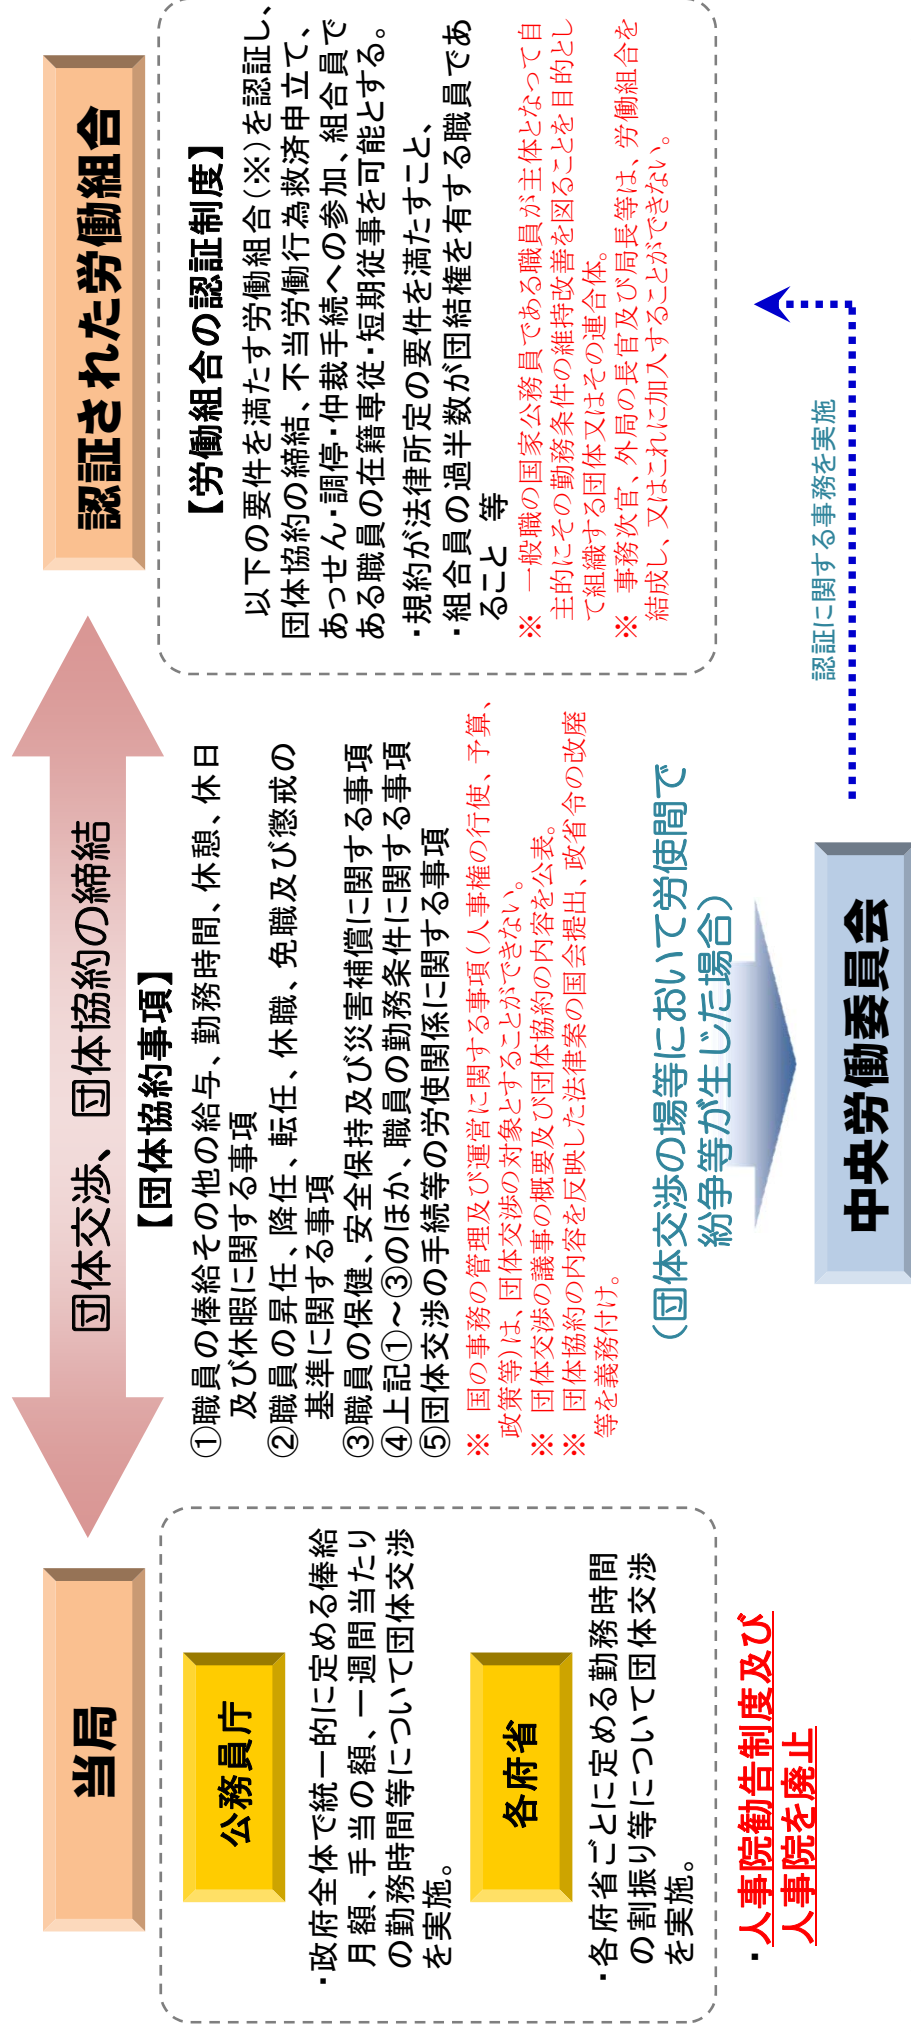 当局
公務員庁
・政府全体で統一的に定める俸給
月額、手当の額、一週間当たり
の勤務時間等について団体交渉
を実施。
各府省
・各府省ごとに定める勤務時間
の割振り等について団体交渉
を実施。
・人事院勧告制度及び
人事院を廃止
団体交渉、団体協約の締結
【団体協約事項】
①職員の俸給その他の給与、勤務時間、休憩、休日
及び休暇に関する事項
②職員の昇任、降任、転任、休職、免職及び懲戒の
基準に関する事項
③職員の保健、安全保持及び災害補償に関する事項
④上記①～③のほか、職員の勤務条件に関する事項
⑤団体交渉の手続等の労使関係に関する事項
※ 国の事務の管理及び運営に関する事項（人事権の行使、予算、
政策等）は、団体交渉の対象とすることができない。
※ 団体交渉の議事の概要及び団体協約の内容を公表。
※ 団体協約の内容を反映した法律案の国会提出、政省令の改廃
等を義務付け。
（団体交渉の場等において労使間で
紛争等が生じた場合）
中央労働委員会
認証された労働組合
【労働組合の認証制度】
以下の要件を満たす労働組合（※）を認証し、
団体協約の締結、不当労働行為救済申立て、
あっせん・調停・仲裁手続への参加、組合員で
ある職員の在籍専従・短期従事を可能とする。
・規約が法律所定の要件を満たすこと、
・組合員の過半数が団結権を有する職員であ
ること 等
※ 一般職の国家公務員である職員が主体となって自
主的にその勤務条件の維持改善を図ることを目的とし
て組織する団体又はその連合体。
※ 事務次官、外局の長官及び局長等は、労働組合を
結成し、又はこれに加入することができない。
認証に関する事務を実施